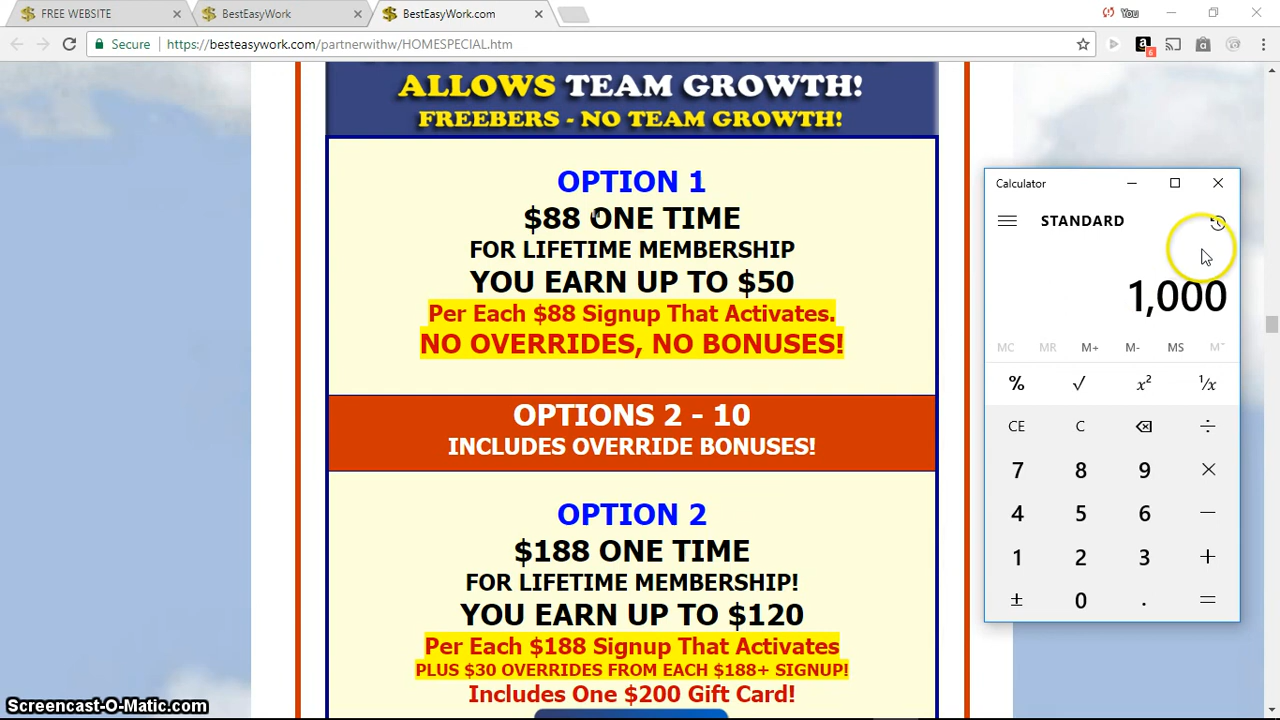 FREE WEBSITE
BestEasyWork
BestEasyWork.com
You
Secure
https://besteasywork.com/partnerwithw/HOMESPECIAL.htm
6
ALLOWS TEAM GROWTH!
FREEBERS - NO TEAM GROWTH!
OPTION 1
$88 ONE TIME
FOR LIFETIME MEMBERSHIP
YOU EARN UP TO $50
Per Each $88 Signup That Activates.
NO OVERRIDES, NO BONUSES!
OPTIONS 2 - 10
INCLUDES OVERRIDE BONUSES!
OPTION 2
$188 ONE TIME
FOR LIFETIME MEMBERSHIP!
YOU EARN UP TO $120
Per Each $188 Signup That Activates
PLUS $30 OVERRIDES FROM EACH $188+ SIGNUP!
Includes One $200 Gift Card!
Calculator
STANDARD
1,000
MC MR M+ M- MS M˅
% √ x² ¹/x
CE C ÷
7 8 9 ×
4 5 6 −
1 2 3 +
± 0 . =
Screencast-O-Matic.com